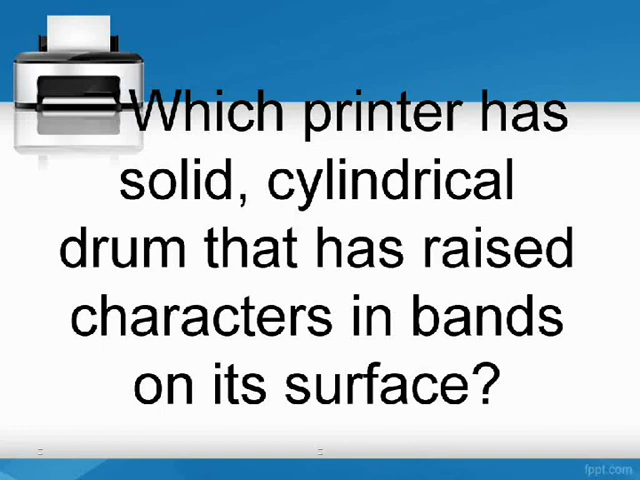 Which printer has
solid, cylindrical
drum that has raised
characters in bands
on its surface?
fppt.com